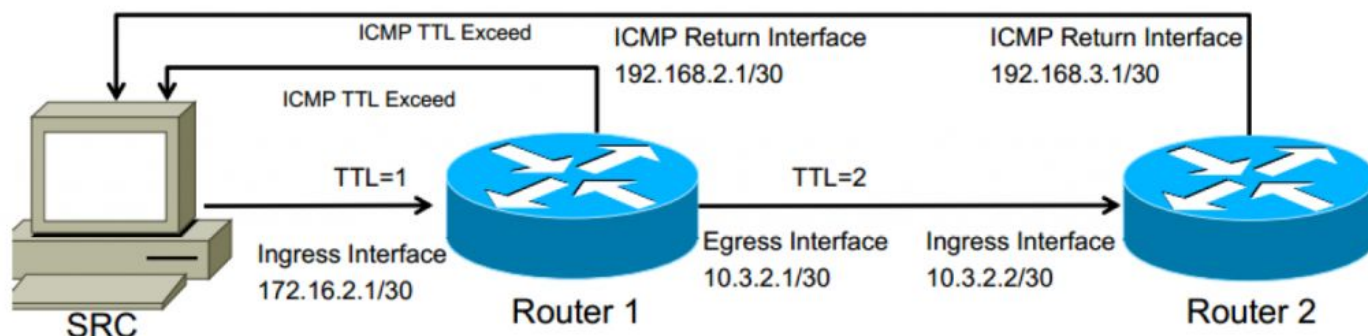 ICMP TTL Exceed
ICMP Return Interface
192.168.2.1/30
ICMP Return Interface
192.168.3.1/30
ICMP TTL Exceed
TTL=1
TTL=2
Ingress Interface
172.16.2.1/30
Egress Interface
10.3.2.1/30
Ingress Interface
10.3.2.2/30
SRC
Router 1
Router 2